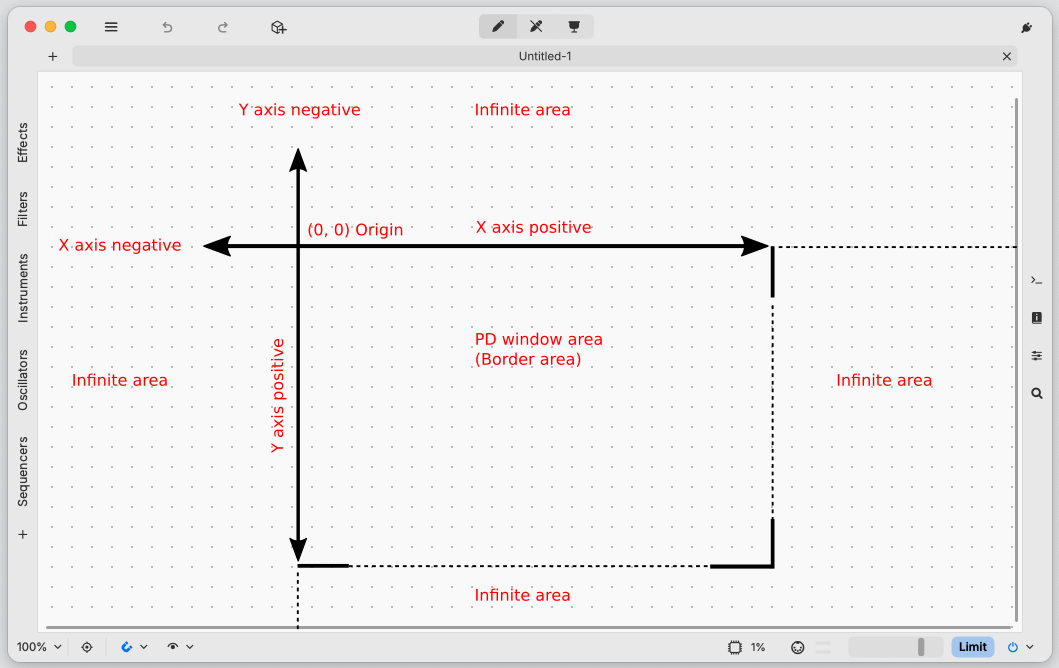 Untitled-1
Y axis negative
Infinite area
Effects
Filters
Instruments
Oscillators
Sequencers
(0, 0) Origin
X axis positive
X axis negative
PD window area
(Border area)
Y axis positive
Infinite area
Infinite area
Infinite area
100%
1%
Limit